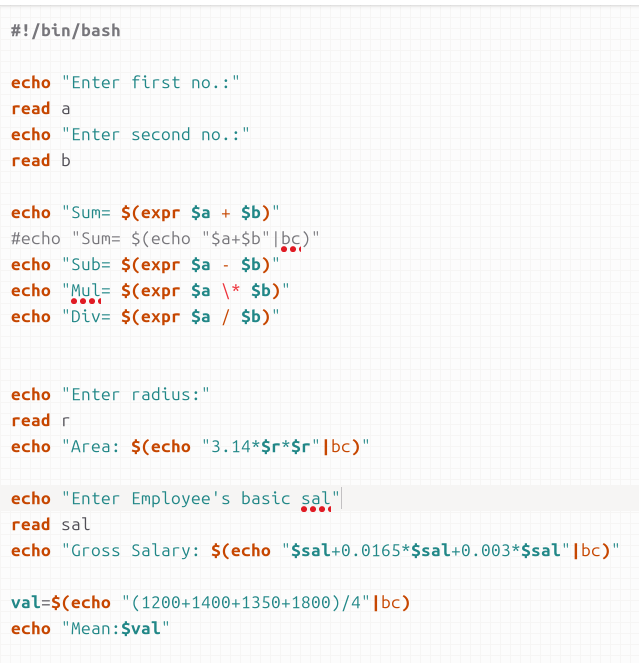 #!/bin/bash
echo "Enter first no.:"
read a
echo "Enter second no.:"
read b
echo "Sum= $(expr $a + $b)"
#echo "Sum= $(echo "$a+$b"|bc)"
echo "Sub= $(expr $a - $b)"
echo "Mul= $(expr $a \* $b)"
echo "Div= $(expr $a / $b)"
echo "Enter radius:"
read r
echo "Area: $(echo "3.14*$r*$r"|bc)"
echo "Enter Employee's basic sal"
read sal
echo "Gross Salary: $(echo "$sal+0.0165*$sal+0.003*$sal"|bc)"
val=$(echo "(1200+1400+1350+1800)/4"|bc)
echo "Mean:$val"